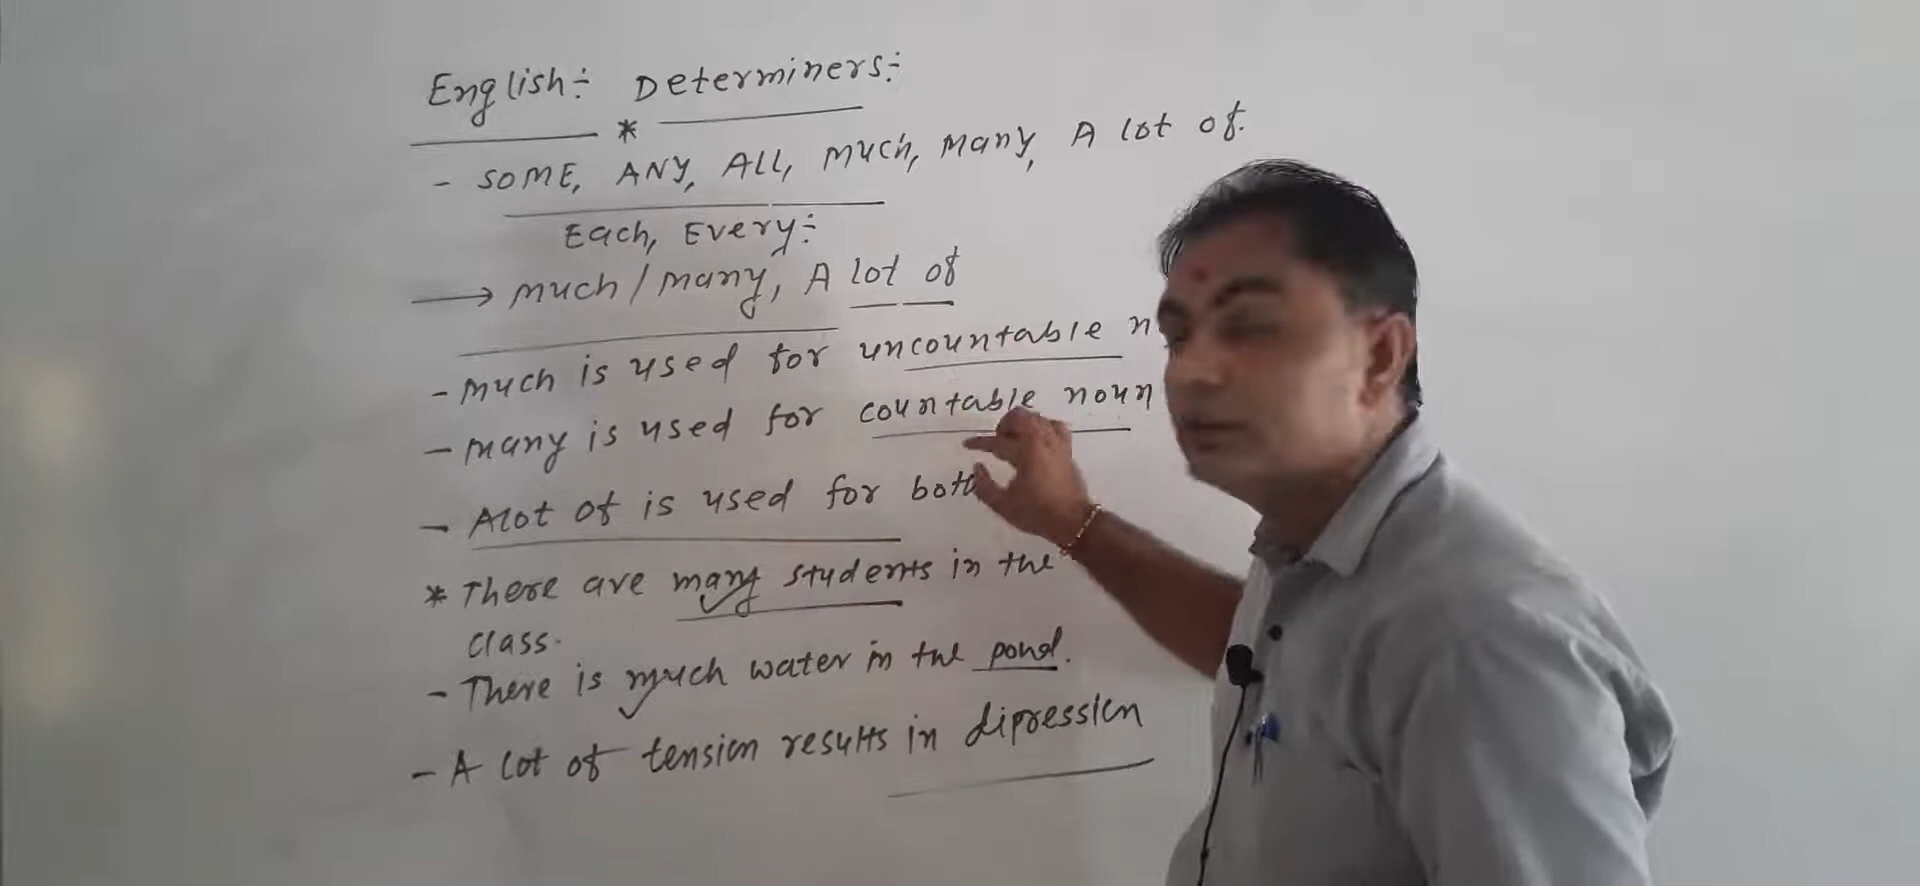 English:- Determiners:-
*
- SOME, ANY, ALL, Much, Many, A lot of.
Each, Every:-
→ Much / Many, A lot of
- Much is used for uncountable
- Many is used for countable noun
- Alot of is used for both
* There are many students in the
class.
- There is much water in the pond.
- A lot of tension results in dipression